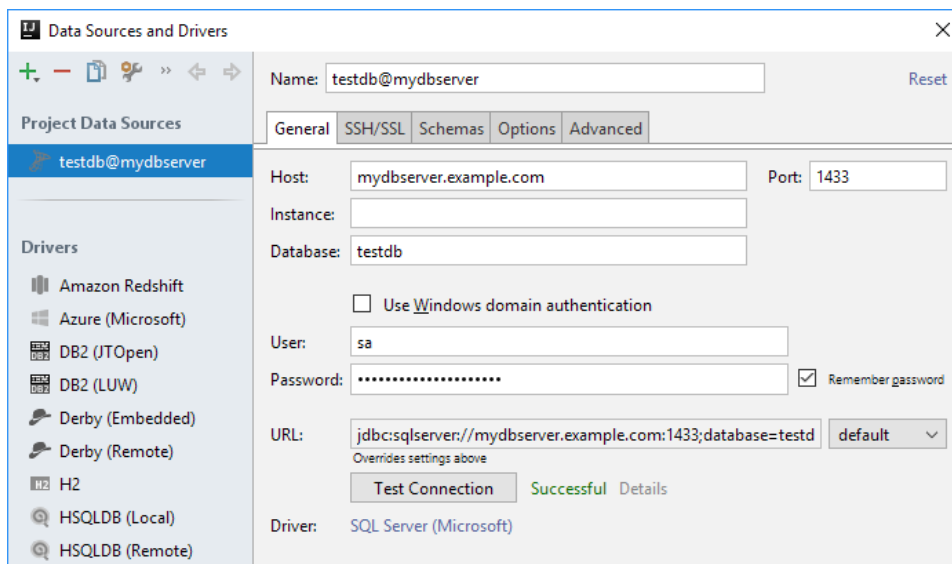 Data Sources and Drivers
Name: testdb@mydbserver Reset
Project Data Sources
testdb@mydbserver
Drivers
Amazon Redshift
Azure (Microsoft)
DB2 (JTOpen)
DB2 (LUW)
Derby (Embedded)
Derby (Remote)
H2
HSQLDB (Local)
HSQLDB (Remote)
General SSH/SSL Schemas Options Advanced
Host: mydbserver.example.com Port: 1433
Instance:
Database: testdb
Use Windows domain authentication
User: sa
Password: ••••••••••••••••••••• Remember password
URL: jdbc:sqlserver://mydbserver.example.com:1433;database=testd default
Overrides settings above
Test Connection Successful Details
Driver: SQL Server (Microsoft)